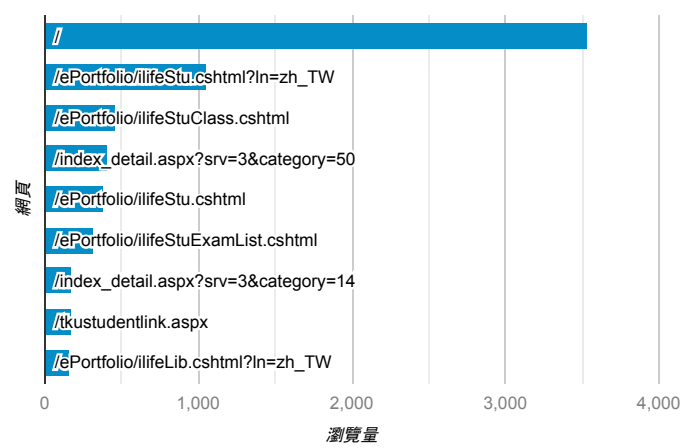 /
/ePortfolio/ilifeStu.cshtml?ln=zh_TW
/ePortfolio/ilifeStuClass.cshtml
/index_detail.aspx?srv=3&category=50
/ePortfolio/ilifeStu.cshtml
/ePortfolio/ilifeStuExamList.cshtml
/index_detail.aspx?srv=3&category=14
/tkustudentlink.aspx
/ePortfolio/ilifeLib.cshtml?ln=zh_TW
網頁
0 1,000 2,000 3,000 4,000
瀏覽量